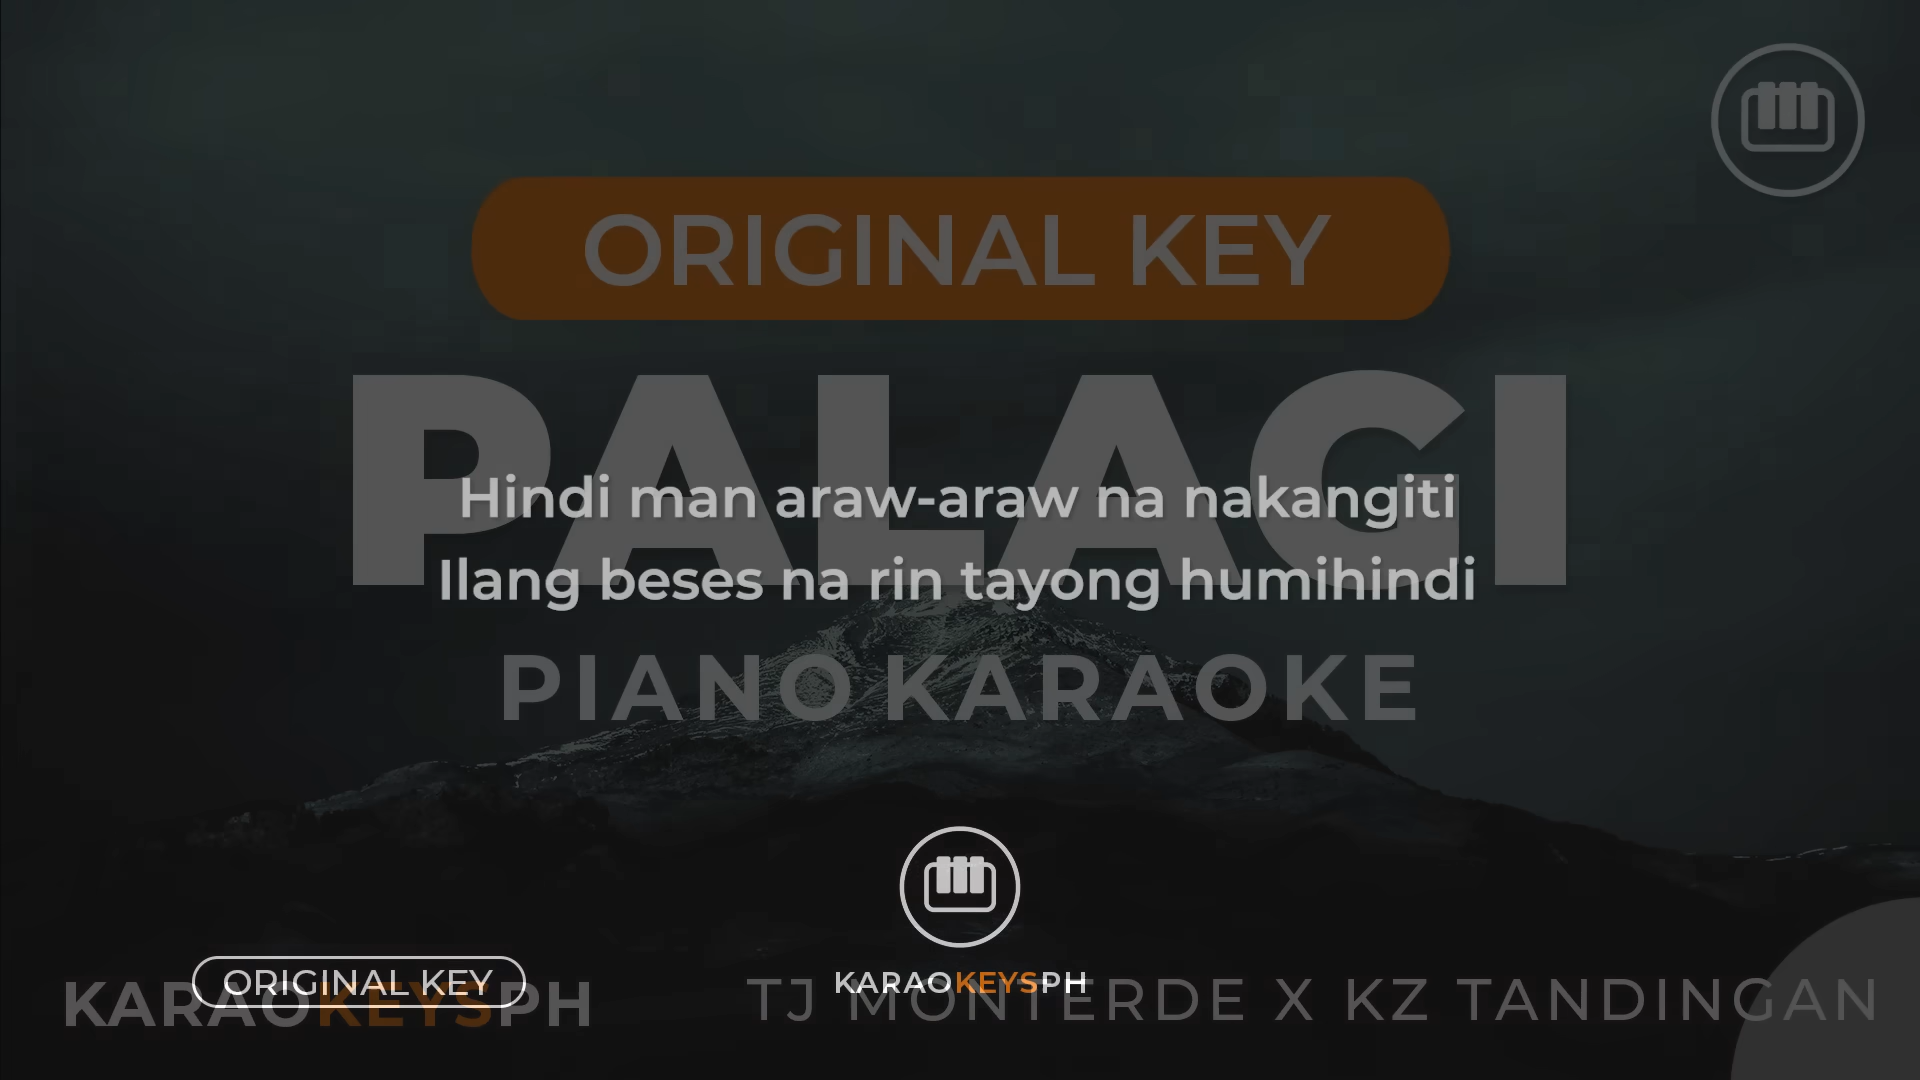 ORIGINAL KEY
PALAGI
Hindi man araw-araw na nakangiti
Ilang beses na rin tayong humihindi
PIANO KARAOKE
ORIGINAL KEY
KARAOKEYSPH
KARAOKEYSPH
TJ MONTERDE X KZ TANDINGAN